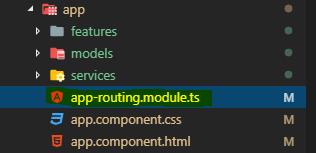 app
features
models
services
app-routing.module.ts M
app.component.css M
app.component.html M